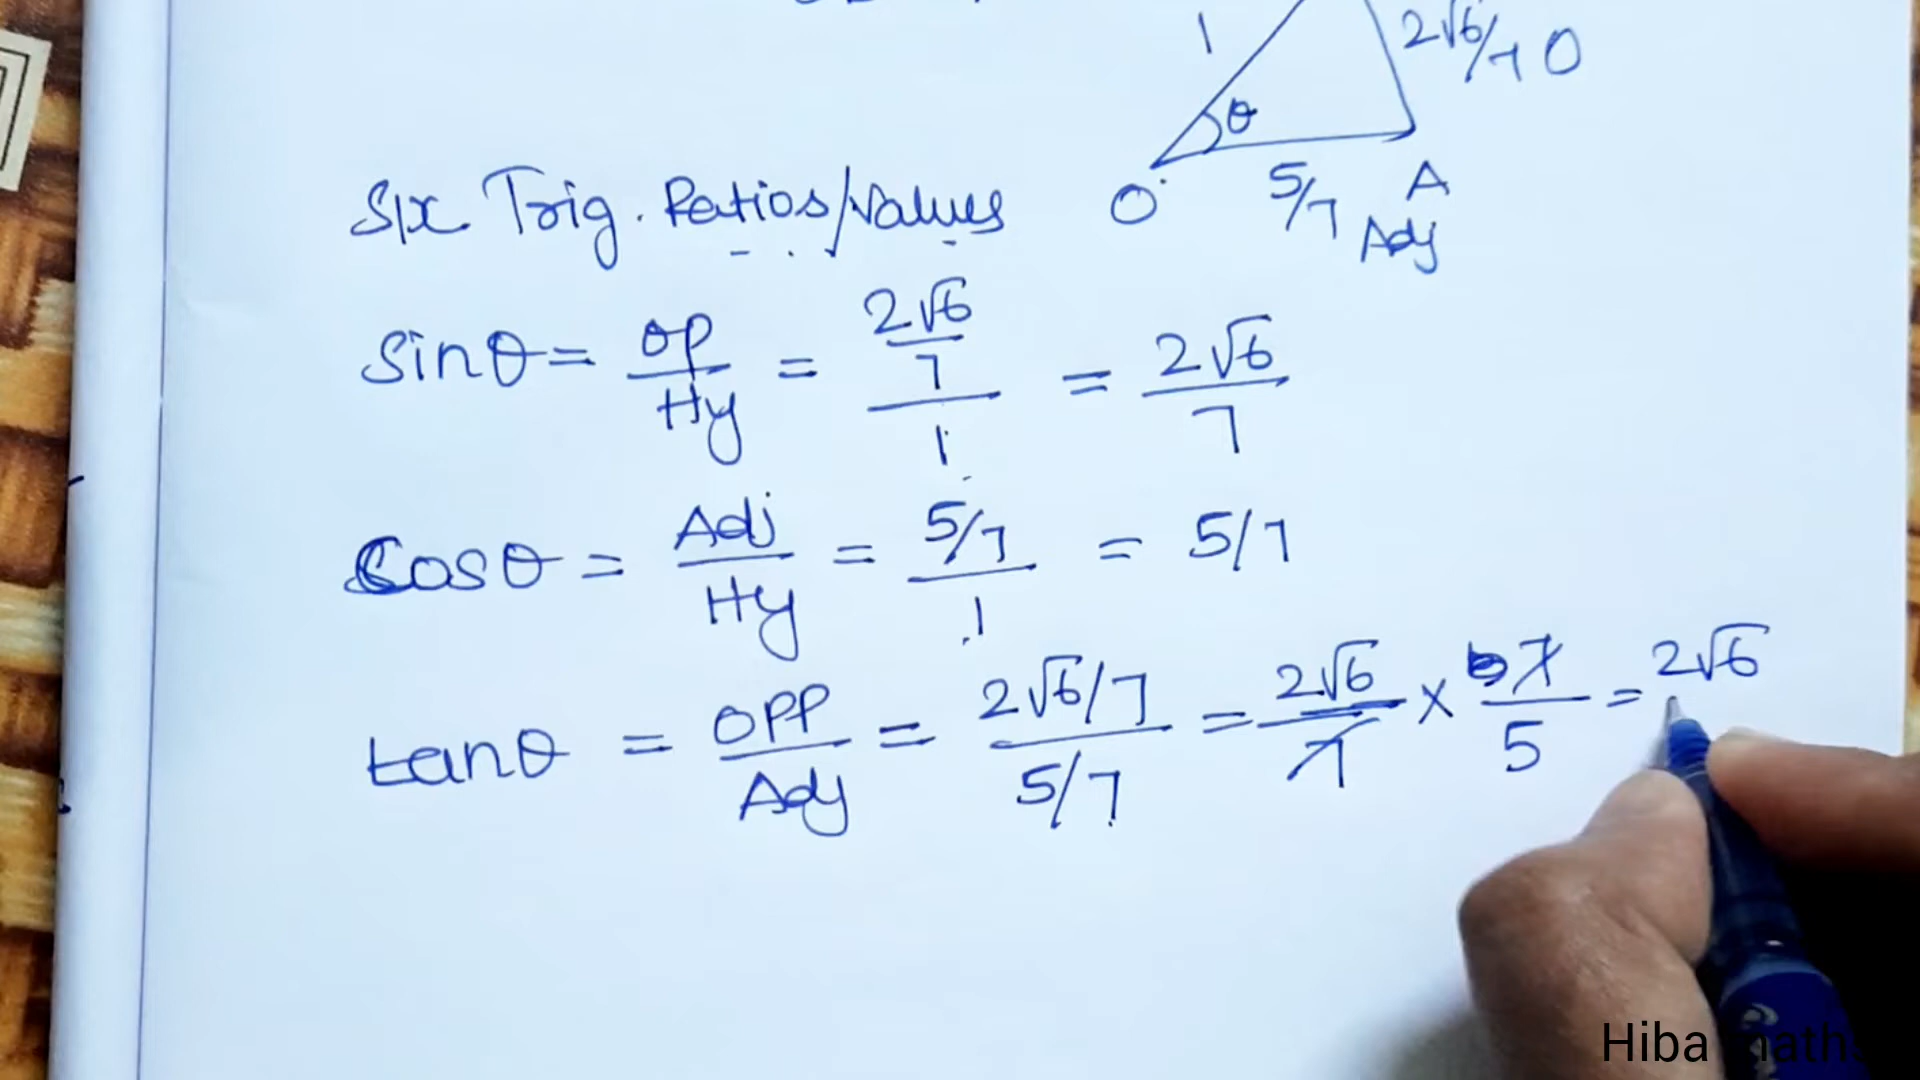 1 2√6/7 O
θ
Six Trig. Ratios/Values O 5/7 A
Adj
sinθ = op/Hy = (2√6/7)/1 = 2√6/7
Cosθ = Adj/Hy = (5/7)/1 = 5/7
tanθ = OPP/Adj = (2√6/7)/(5/7) = 2√6/7 × 7/5 = 2√6
Hiba maths